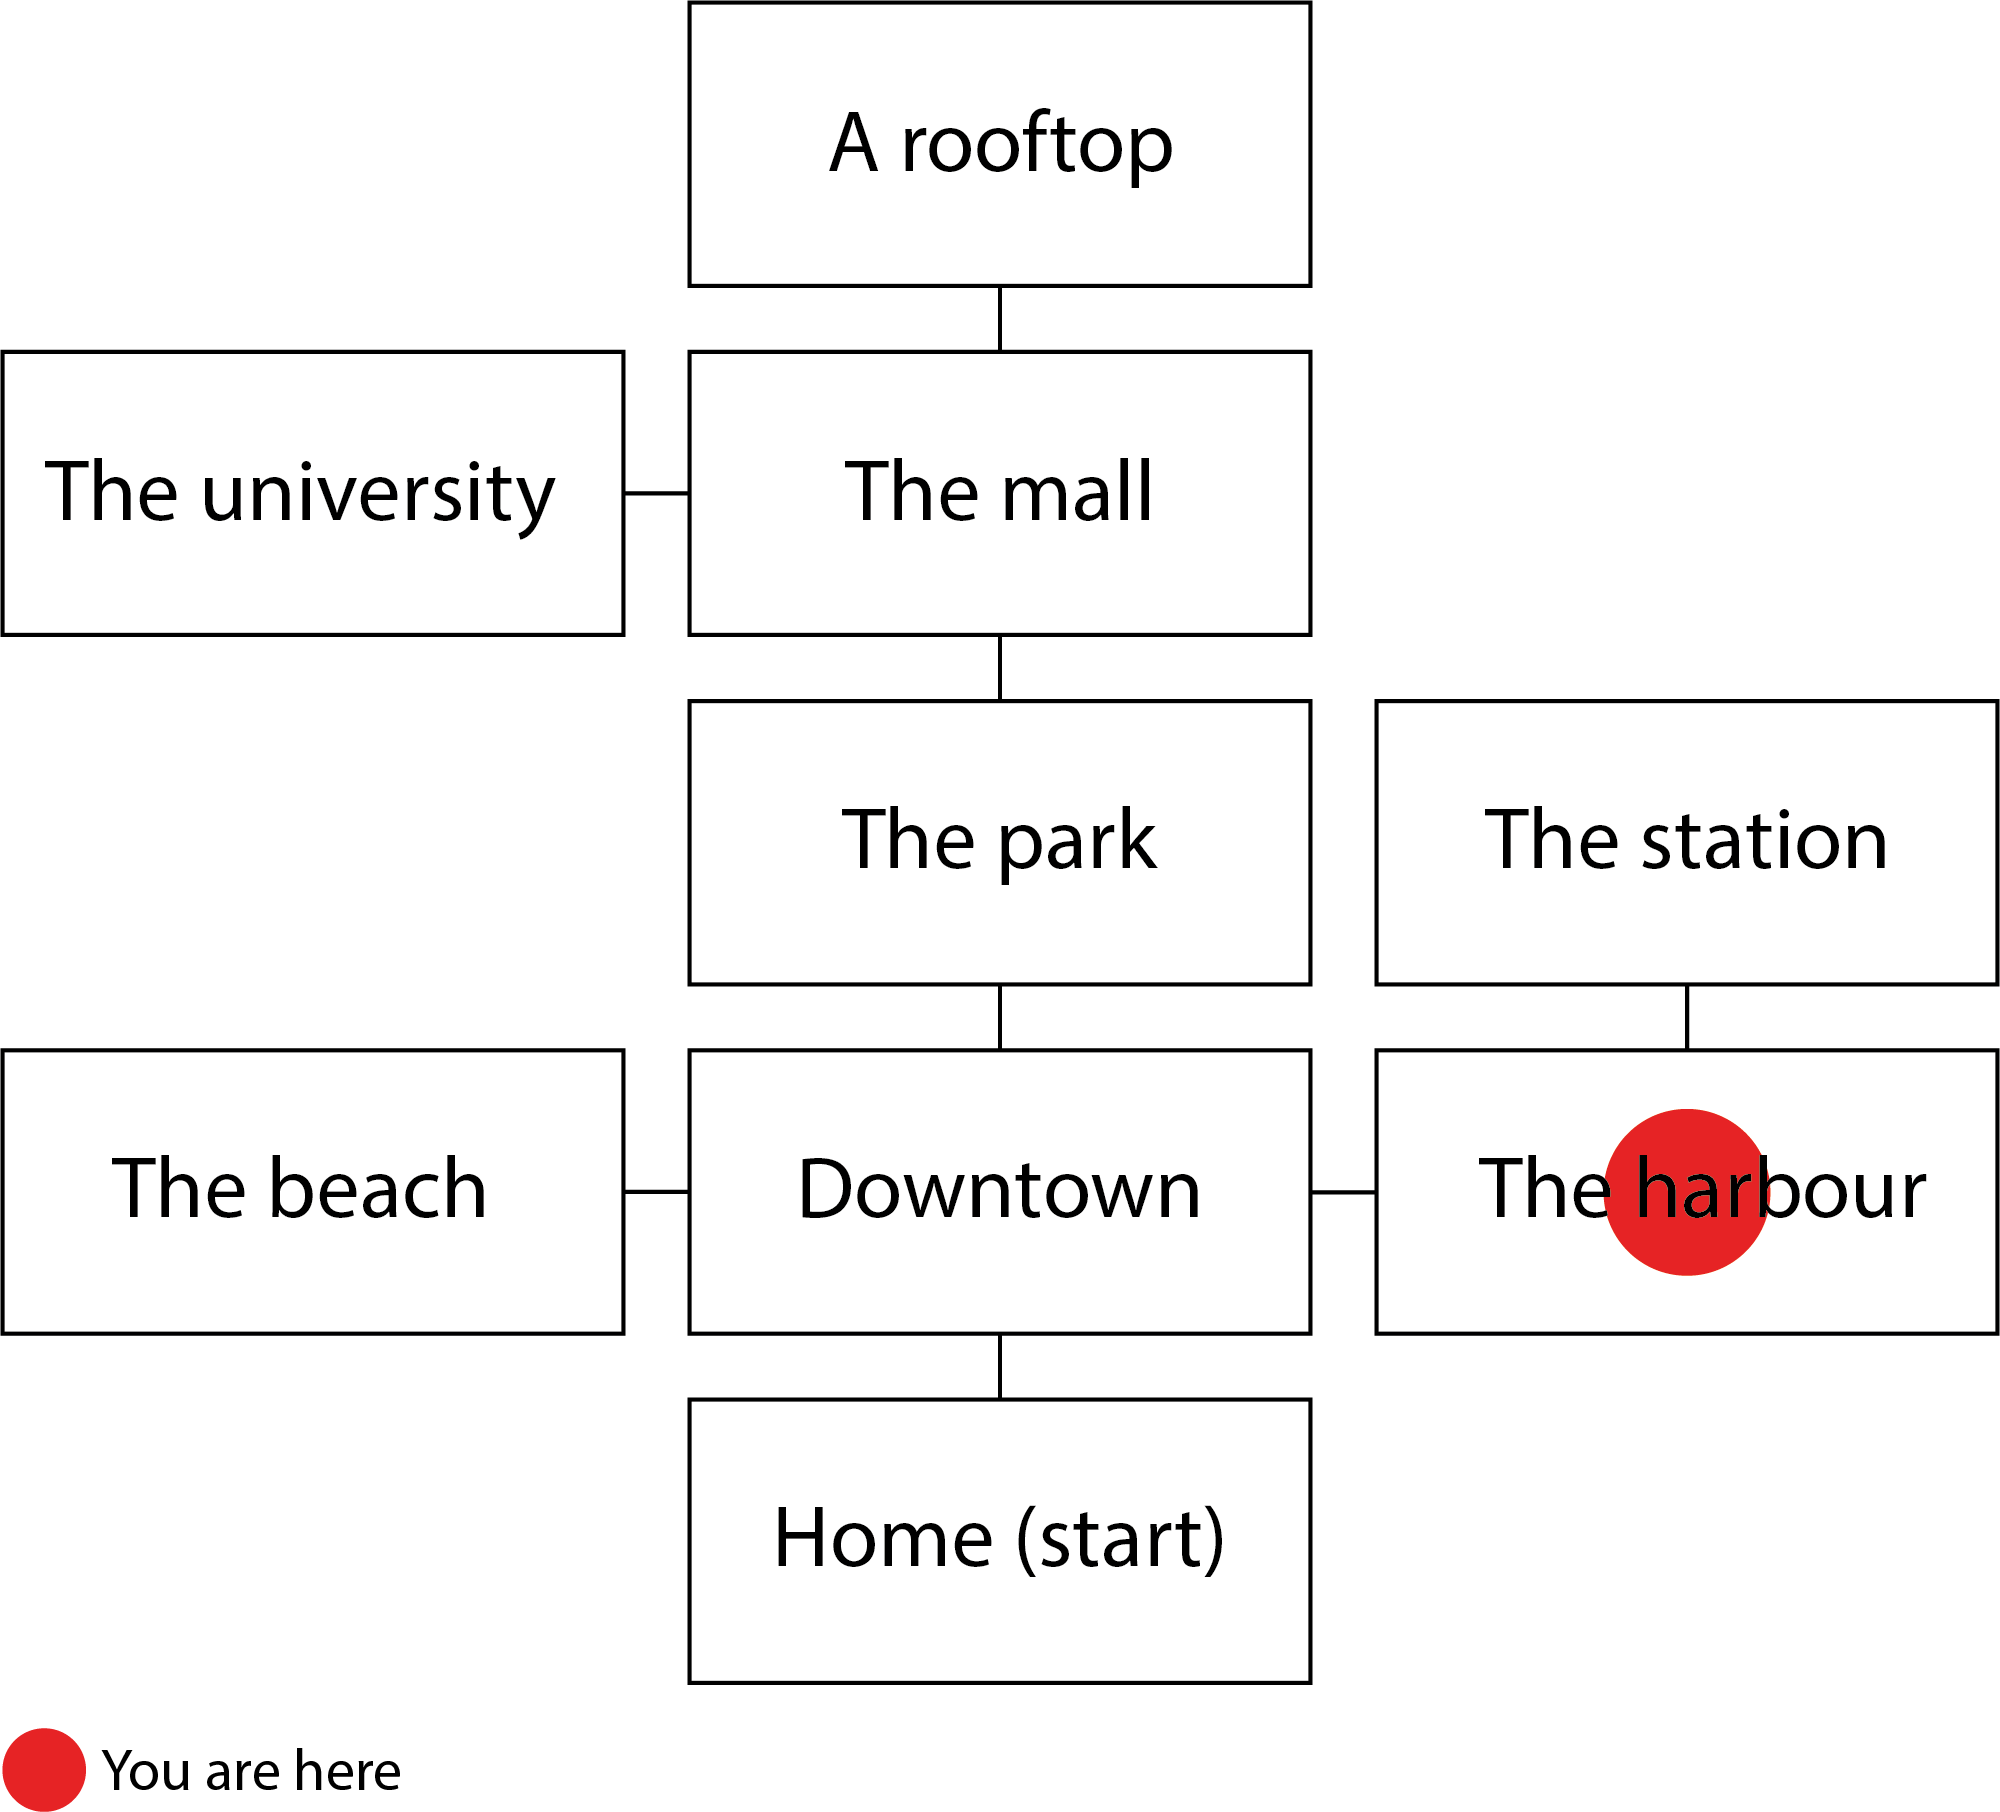 A rooftop
The university
The mall
The park
The station
The beach
Downtown
The harbour
Home (start)
You are here